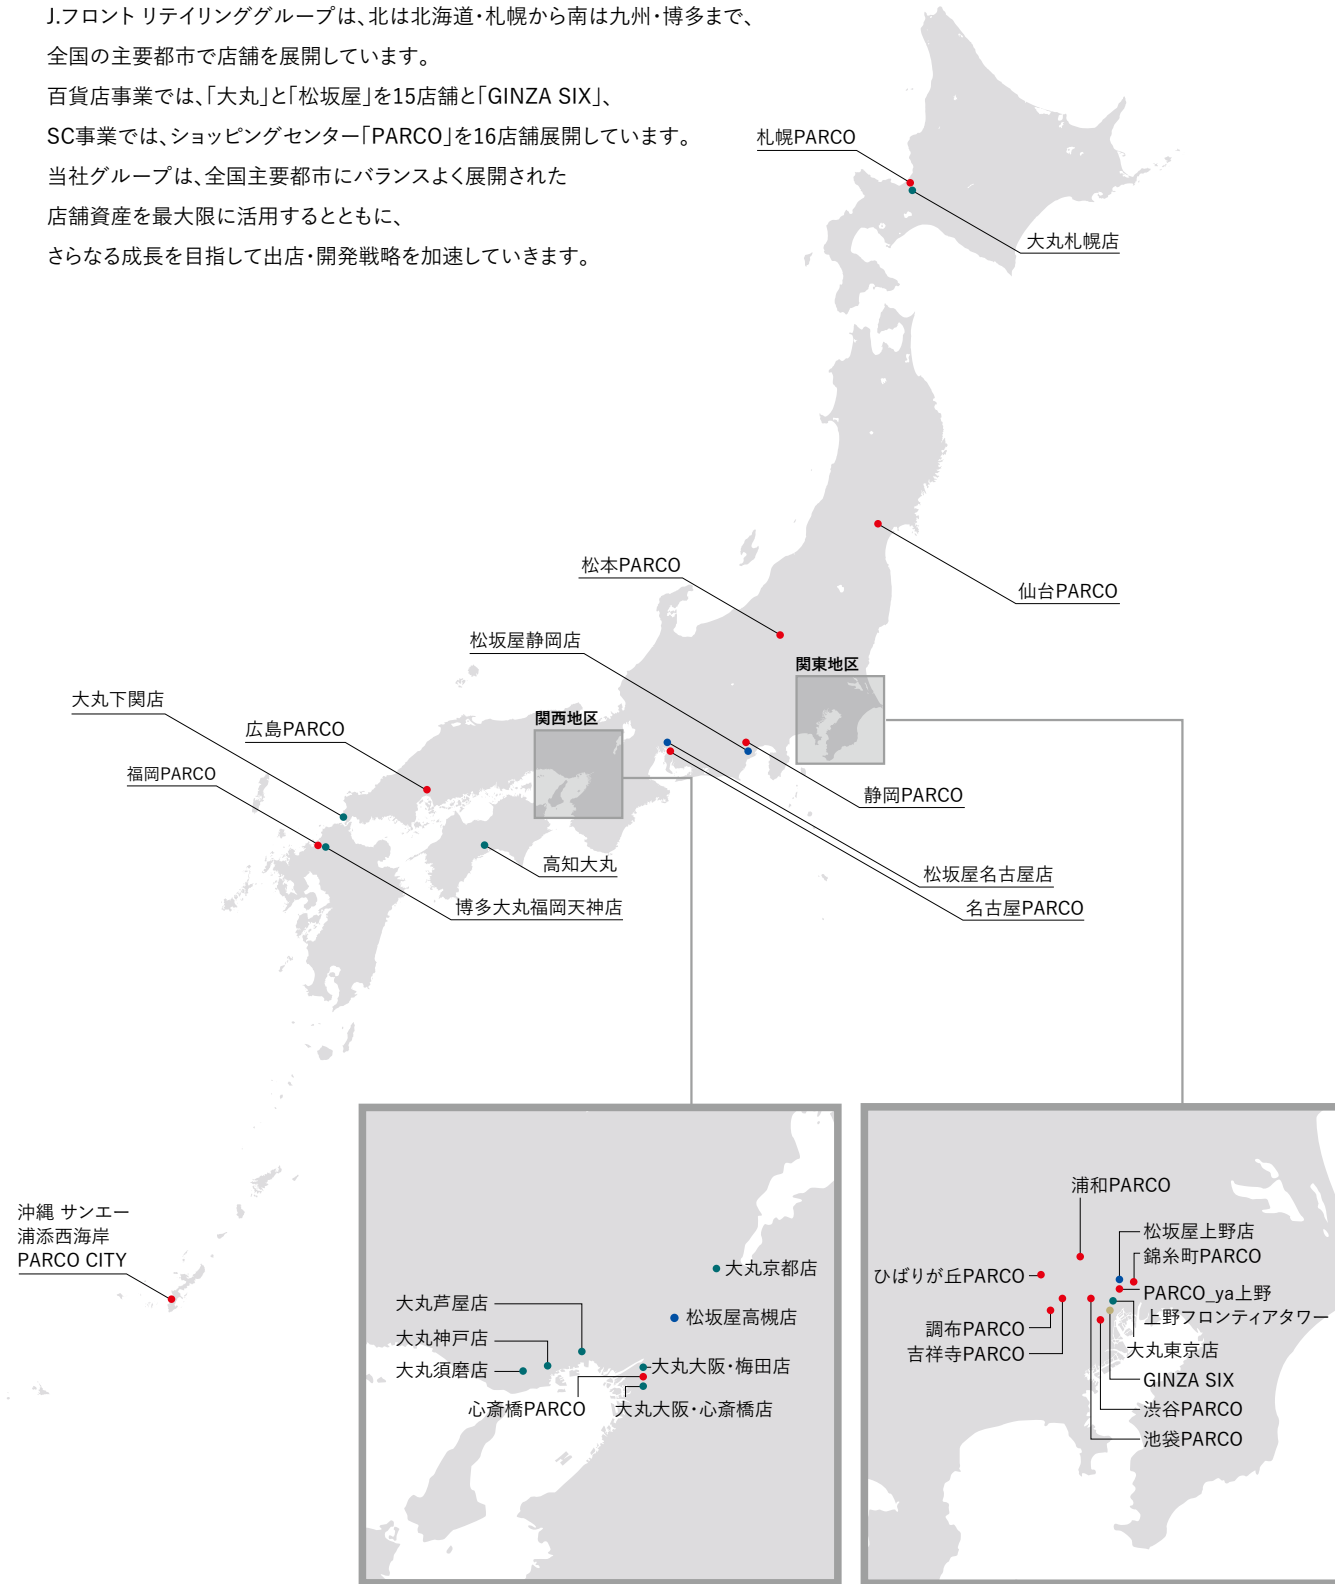 J.フロント リテイリンググループは、北は北海道・札幌から南は九州・博多まで、
全国の主要都市で店舗を展開しています。
百貨店事業では、「大丸」と「松坂屋」を15店舗と「GINZA SIX」、
SC事業では、ショッピングセンター「PARCO」を16店舗展開しています。
当社グループは、全国主要都市にバランスよく展開された
店舗資産を最大限に活用するとともに、
さらなる成長を目指して出店・開発戦略を加速していきます。
札幌PARCO
大丸札幌店
松本PARCO
仙台PARCO
松坂屋静岡店
関東地区
大丸下関店
関西地区
広島PARCO
福岡PARCO
静岡PARCO
高知大丸
松坂屋名古屋店
博多大丸福岡天神店
名古屋PARCO
沖縄 サンエー
浦添西海岸
PARCO CITY
大丸京都店
大丸芦屋店
松坂屋高槻店
大丸神戸店
大丸須磨店
大丸大阪・梅田店
心斎橋PARCO
大丸大阪・心斎橋店
浦和PARCO
松坂屋上野店
錦糸町PARCO
ひばりが丘PARCO
PARCO_ya上野
上野フロンティアタワー
調布PARCO
吉祥寺PARCO
大丸東京店
GINZA SIX
渋谷PARCO
池袋PARCO